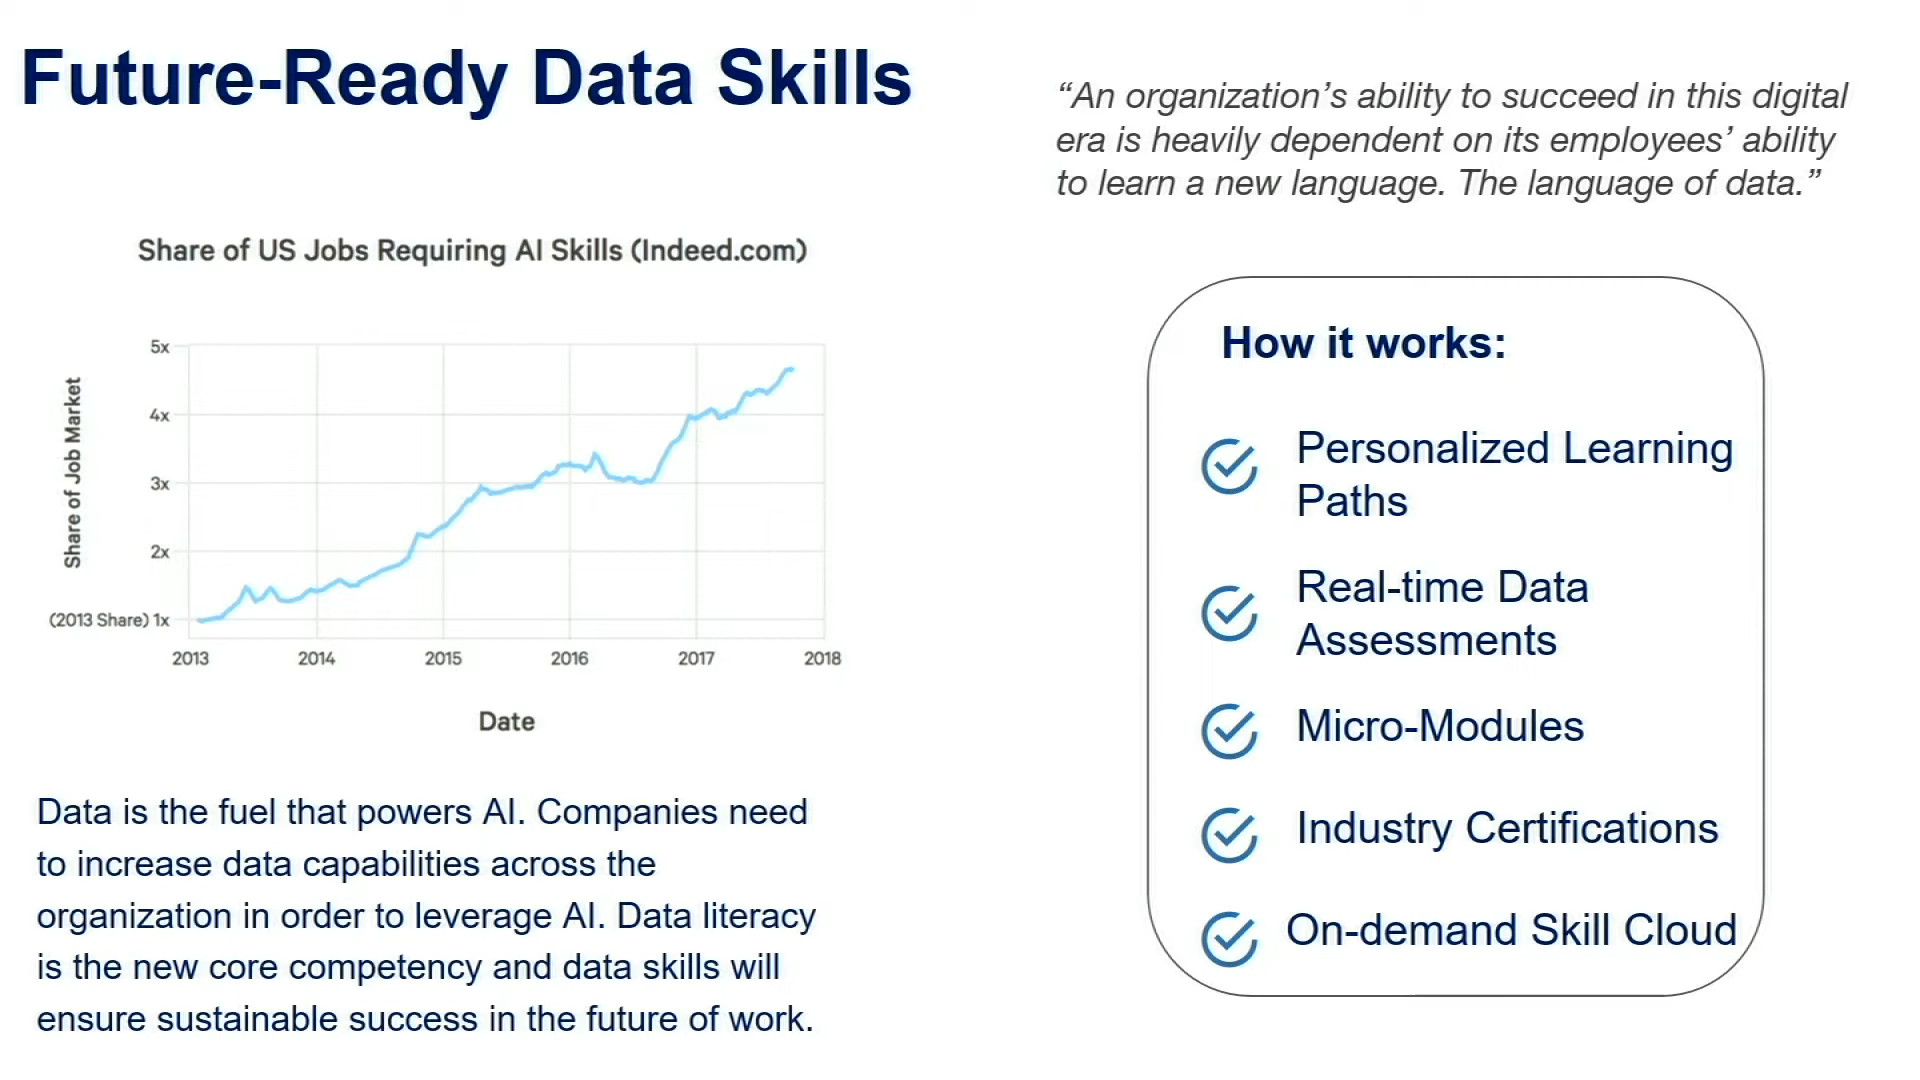 Future-Ready Data Skills
“An organization’s ability to succeed in this digital
era is heavily dependent on its employees’ ability
to learn a new language. The language of data.”
Share of US Jobs Requiring AI Skills (Indeed.com)
Share of Job Market
5x
4x
3x
2x
(2013 Share) 1x
2013 2014 2015 2016 2017 2018
Date
Data is the fuel that powers AI. Companies need
to increase data capabilities across the
organization in order to leverage AI. Data literacy
is the new core competency and data skills will
ensure sustainable success in the future of work.
How it works:
Personalized Learning
Paths
Real-time Data
Assessments
Micro-Modules
Industry Certifications
On-demand Skill Cloud